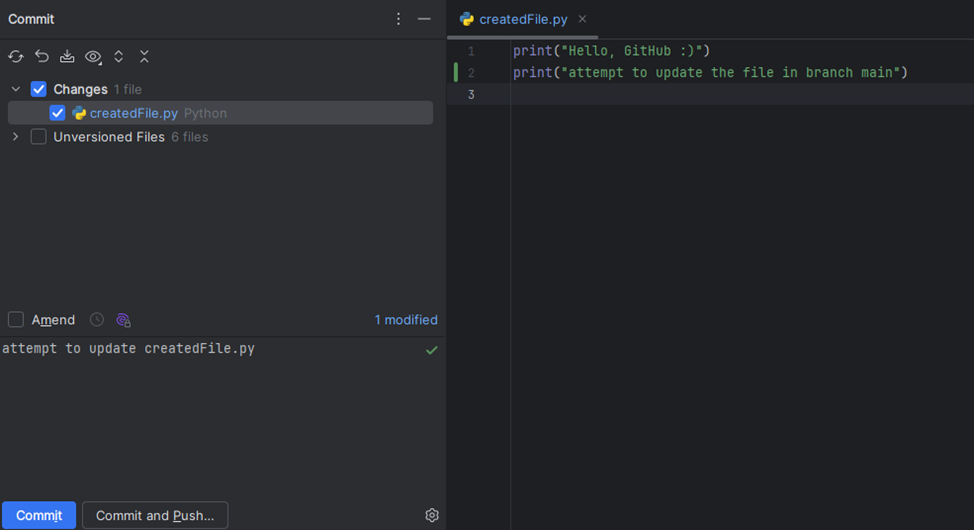 Commit
createdFile.py
Changes 1 file
createdFile.py Python
Unversioned Files 6 files
Amend
1 modified
attempt to update createdFile.py
Commit
Commit and Push...
1 print("Hello, GitHub :)")
2 print("attempt to update the file in branch main")
3